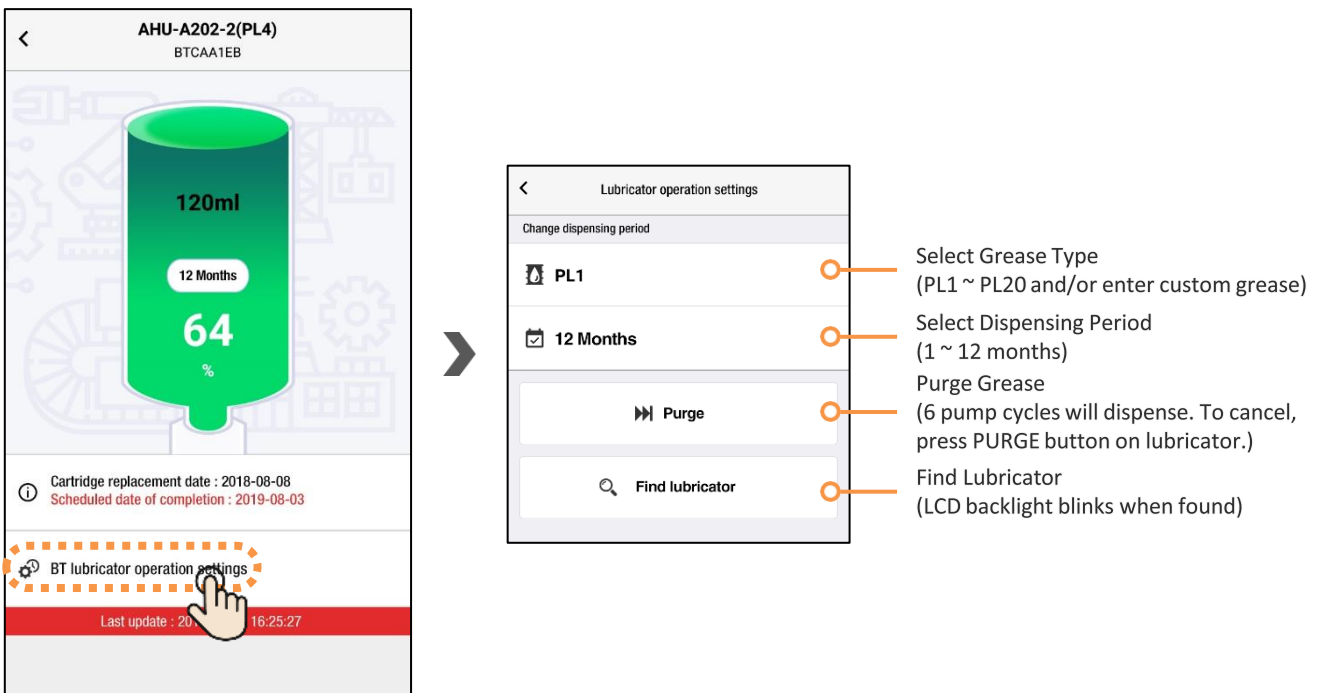 AHU-A202-2(PL4)
BTCAA1EB
120ml
12 Months
64
%
Cartridge replacement date : 2018-08-08
Scheduled date of completion : 2019-08-03
BT lubricator operation settings
Last update : 20 16:25:27
Lubricator operation settings
Change dispensing period
PL1
12 Months
Purge
Find lubricator
Select Grease Type
(PL1 ~ PL20 and/or enter custom grease)
Select Dispensing Period
(1 ~ 12 months)
Purge Grease
(6 pump cycles will dispense. To cancel,
press PURGE button on lubricator.)
Find Lubricator
(LCD backlight blinks when found)